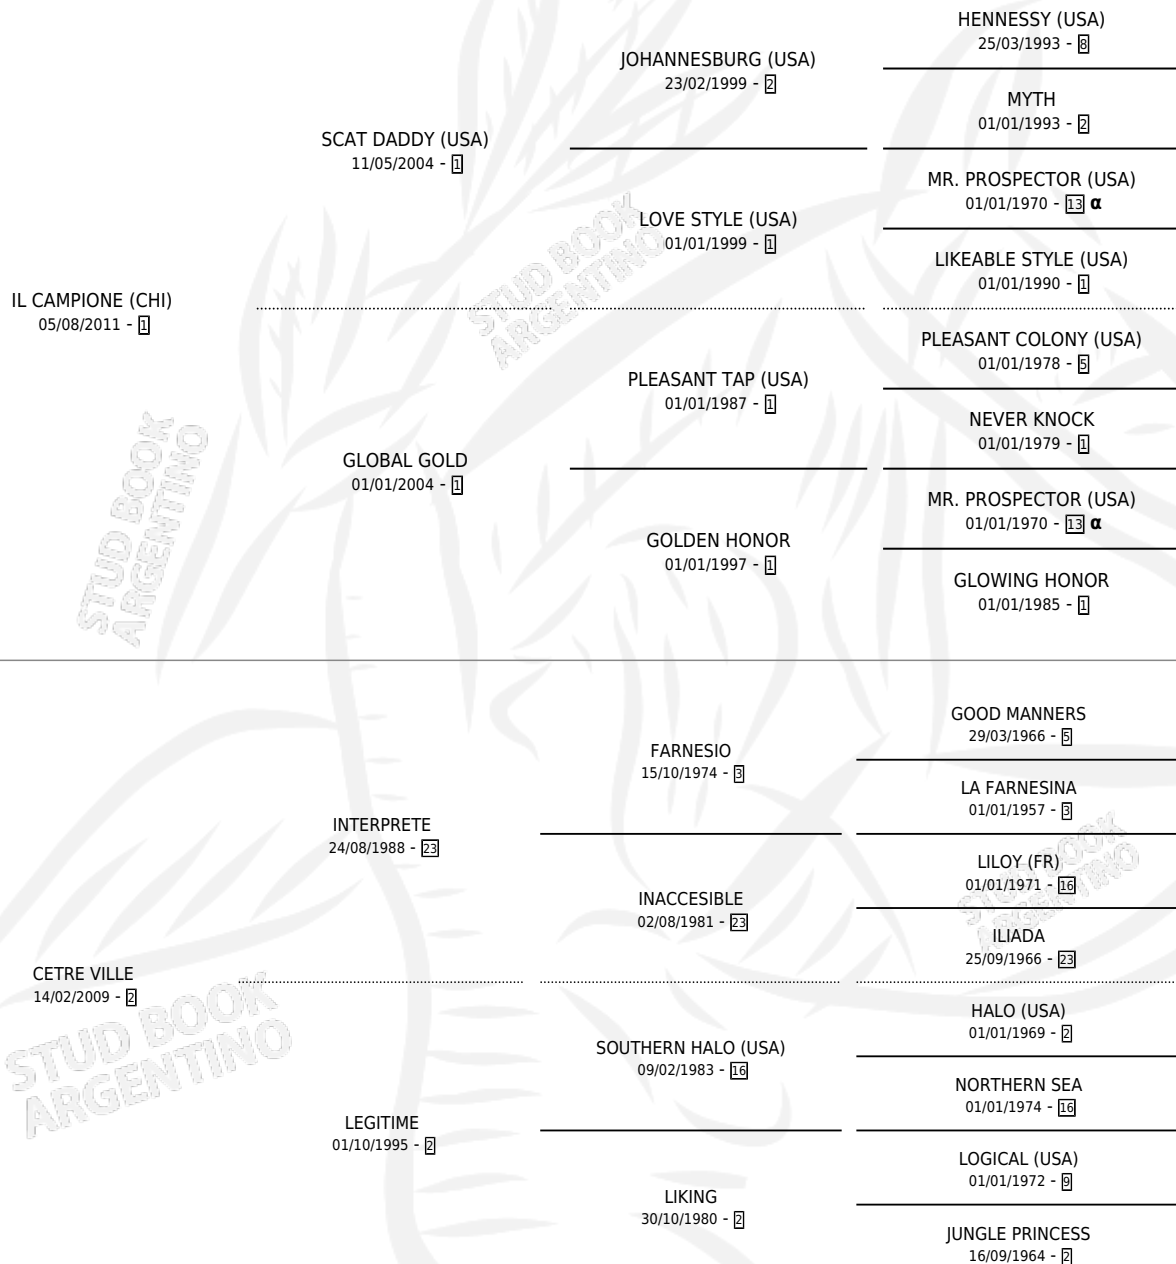 HENNESSY (USA)
25/03/1993 - 8
JOHANNESBURG (USA)
23/02/1999 - 2
MYTH
01/01/1993 - 2
SCAT DADDY (USA)
11/05/2004 - 1
MR. PROSPECTOR (USA)
01/01/1970 - 13 α
LOVE STYLE (USA)
01/01/1999 - 1
LIKEABLE STYLE (USA)
01/01/1990 - 1
IL CAMPIONE (CHI)
05/08/2011 - 1
STUD BOOK
ARGENTINO
PLEASANT COLONY (USA)
01/01/1978 - 5
PLEASANT TAP (USA)
01/01/1987 - 1
NEVER KNOCK
01/01/1979 - 1
GLOBAL GOLD
01/01/2004 - 1
MR. PROSPECTOR (USA)
01/01/1970 - 13 α
GOLDEN HONOR
01/01/1997 - 1
GLOWING HONOR
01/01/1985 - 1
STUD BOOK
ARGENTINO
GOOD MANNERS
29/03/1966 - 5
FARNESIO
15/10/1974 - 3
LA FARNESINA
01/01/1957 - 3
INTERPRETE
24/08/1988 - 23
LILOY (FR)
01/01/1971 - 16
INACCESIBLE
02/08/1981 - 23
ILIADA
25/09/1966 - 23
STUD BOOK
ARGENTINO
CETRE VILLE
14/02/2009 - 2
HALO (USA)
01/01/1969 - 2
SOUTHERN HALO (USA)
09/02/1983 - 16
NORTHERN SEA
01/01/1974 - 16
STUD BOOK
ARGENTINO
LEGITIME
01/10/1995 - 2
LOGICAL (USA)
01/01/1972 - 9
LIKING
30/10/1980 - 2
JUNGLE PRINCESS
16/09/1964 - 2